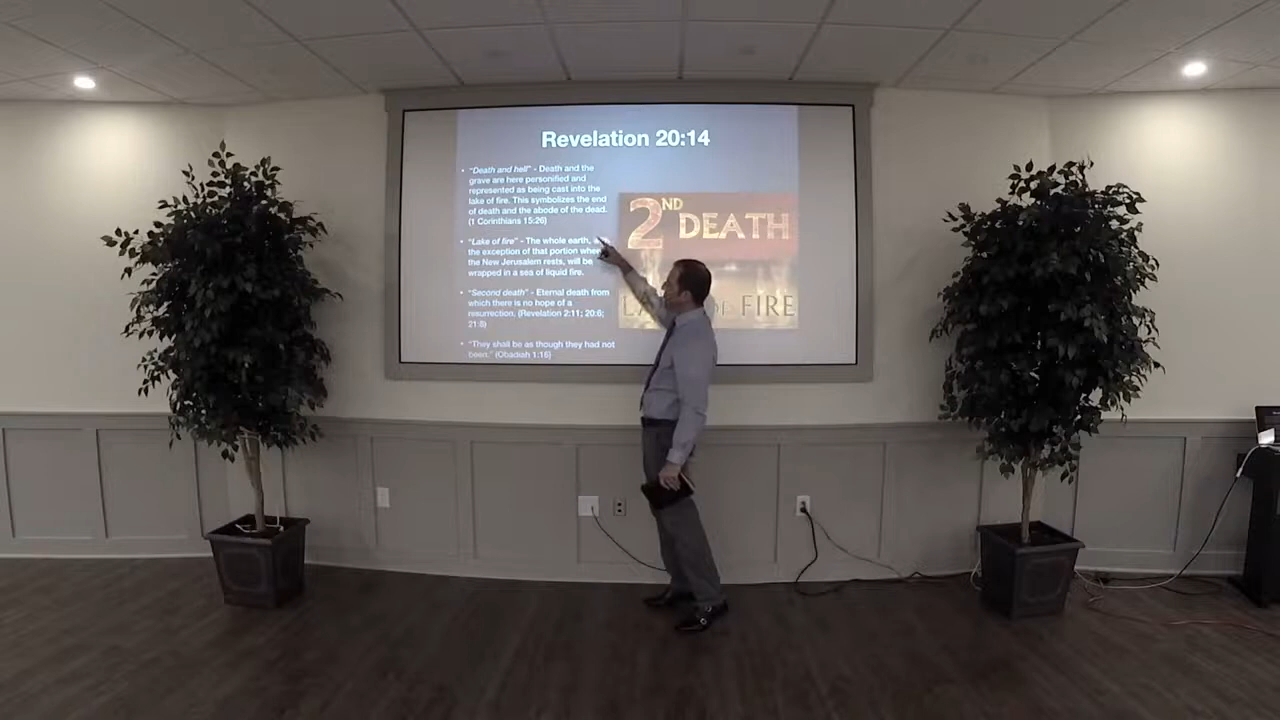 Revelation 20:14
• "Death and hell" - Death and the
grave are here personified and
represented as being cast into the
lake of fire. This symbolizes the end
of death and the abode of the dead.
(1 Corinthians 15:26)
• "Lake of fire" - The whole earth,
the exception of that portion where
the New Jerusalem rests, will be
wrapped in a sea of liquid fire.
• "Second death" - Eternal death from
which there is no hope of a
resurrection. (Revelation 2:11; 20:6;
21:8)
• "They shall be as though they had not
been." (Obadiah 1:16)
2ND DEATH
OF FIRE